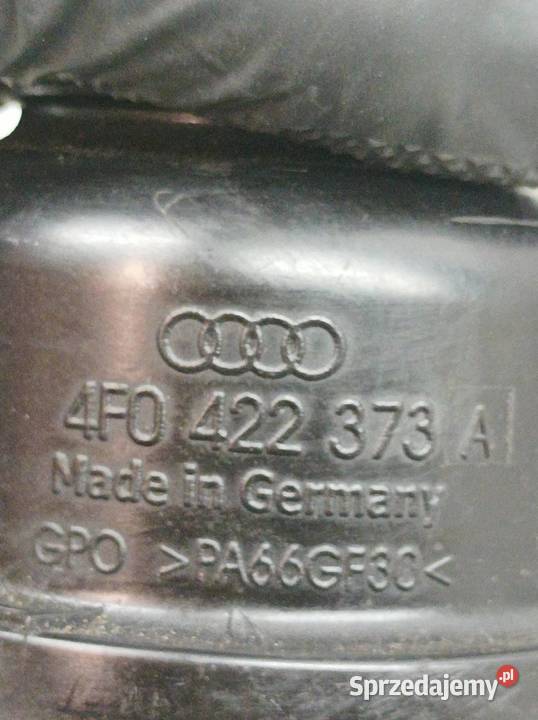 4F0 422 373 A
Made in Germany
GPO >PA66GF30<
Sprzedajemy.pl